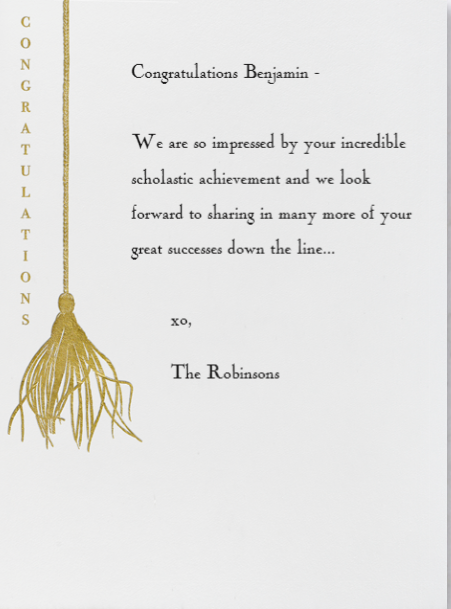 CONGRATULATIONS
Congratulations Benjamin -
We are so impressed by your incredible
scholastic achievement and we look
forward to sharing in many more of your
great successes down the line...
xo,
The Robinsons